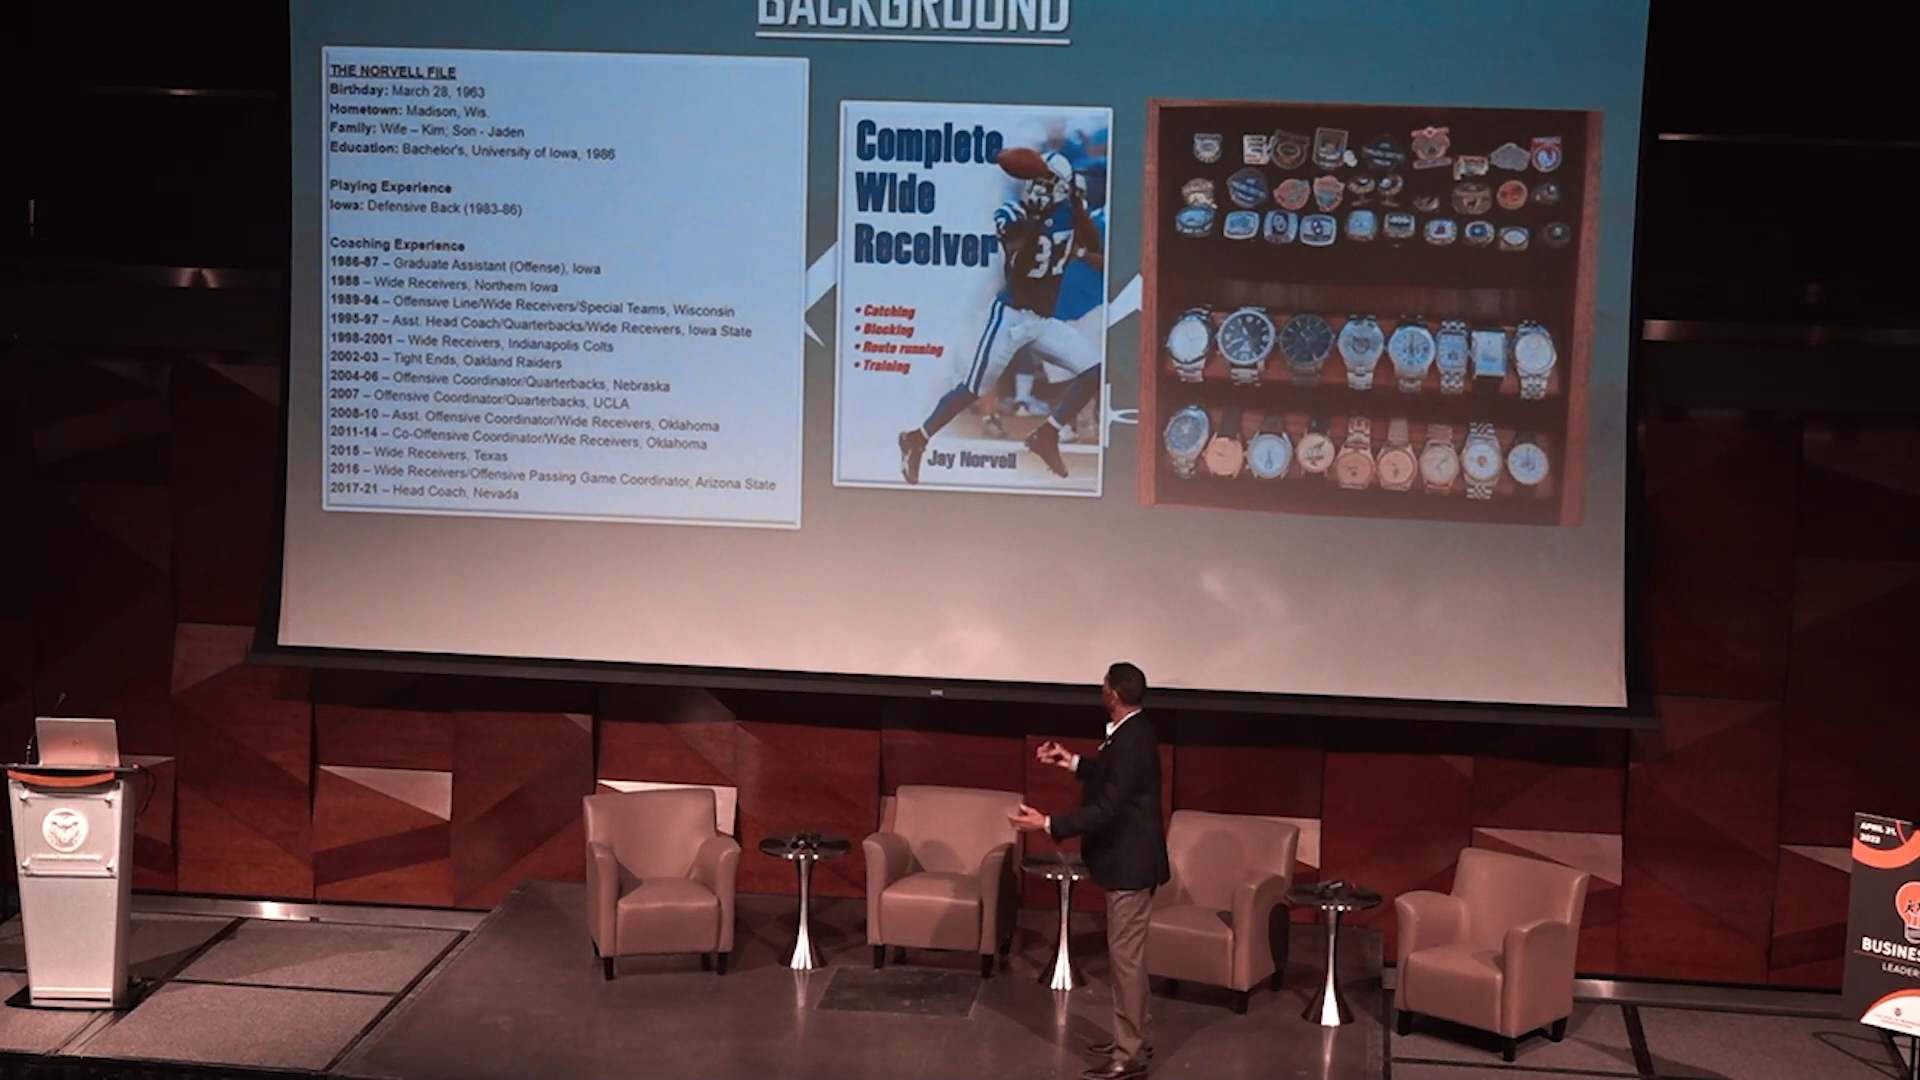 BACKGROUND
THE NORVELL FILE
Birthday: March 28, 1963
Hometown: Madison, Wis.
Family: Wife – Kim; Son - Jaden
Education: Bachelor's, University of Iowa, 1986
Playing Experience
Iowa: Defensive Back (1983-86)
Coaching Experience
1986-87 – Graduate Assistant (Offense), Iowa
1988 – Wide Receivers, Northern Iowa
1989-94 – Offensive Line/Wide Receivers/Special Teams, Wisconsin
1995-97 – Asst. Head Coach/Quarterbacks/Wide Receivers, Iowa State
1998-2001 – Wide Receivers, Indianapolis Colts
2002-03 – Tight Ends, Oakland Raiders
2004-06 – Offensive Coordinator/Quarterbacks, Nebraska
2007 – Offensive Coordinator/Quarterbacks, UCLA
2008-10 – Asst. Offensive Coordinator/Wide Receivers, Oklahoma
2011-14 – Co-Offensive Coordinator/Wide Receivers, Oklahoma
2015 – Wide Receivers, Texas
2016 – Wide Receivers/Offensive Passing Game Coordinator, Arizona State
2017-21 – Head Coach, Nevada
Complete
Wide
Receiver
37
• Catching
• Blocking
• Route running
• Training
Jay Norvell
APRIL 21,
BUSINES
LEADER